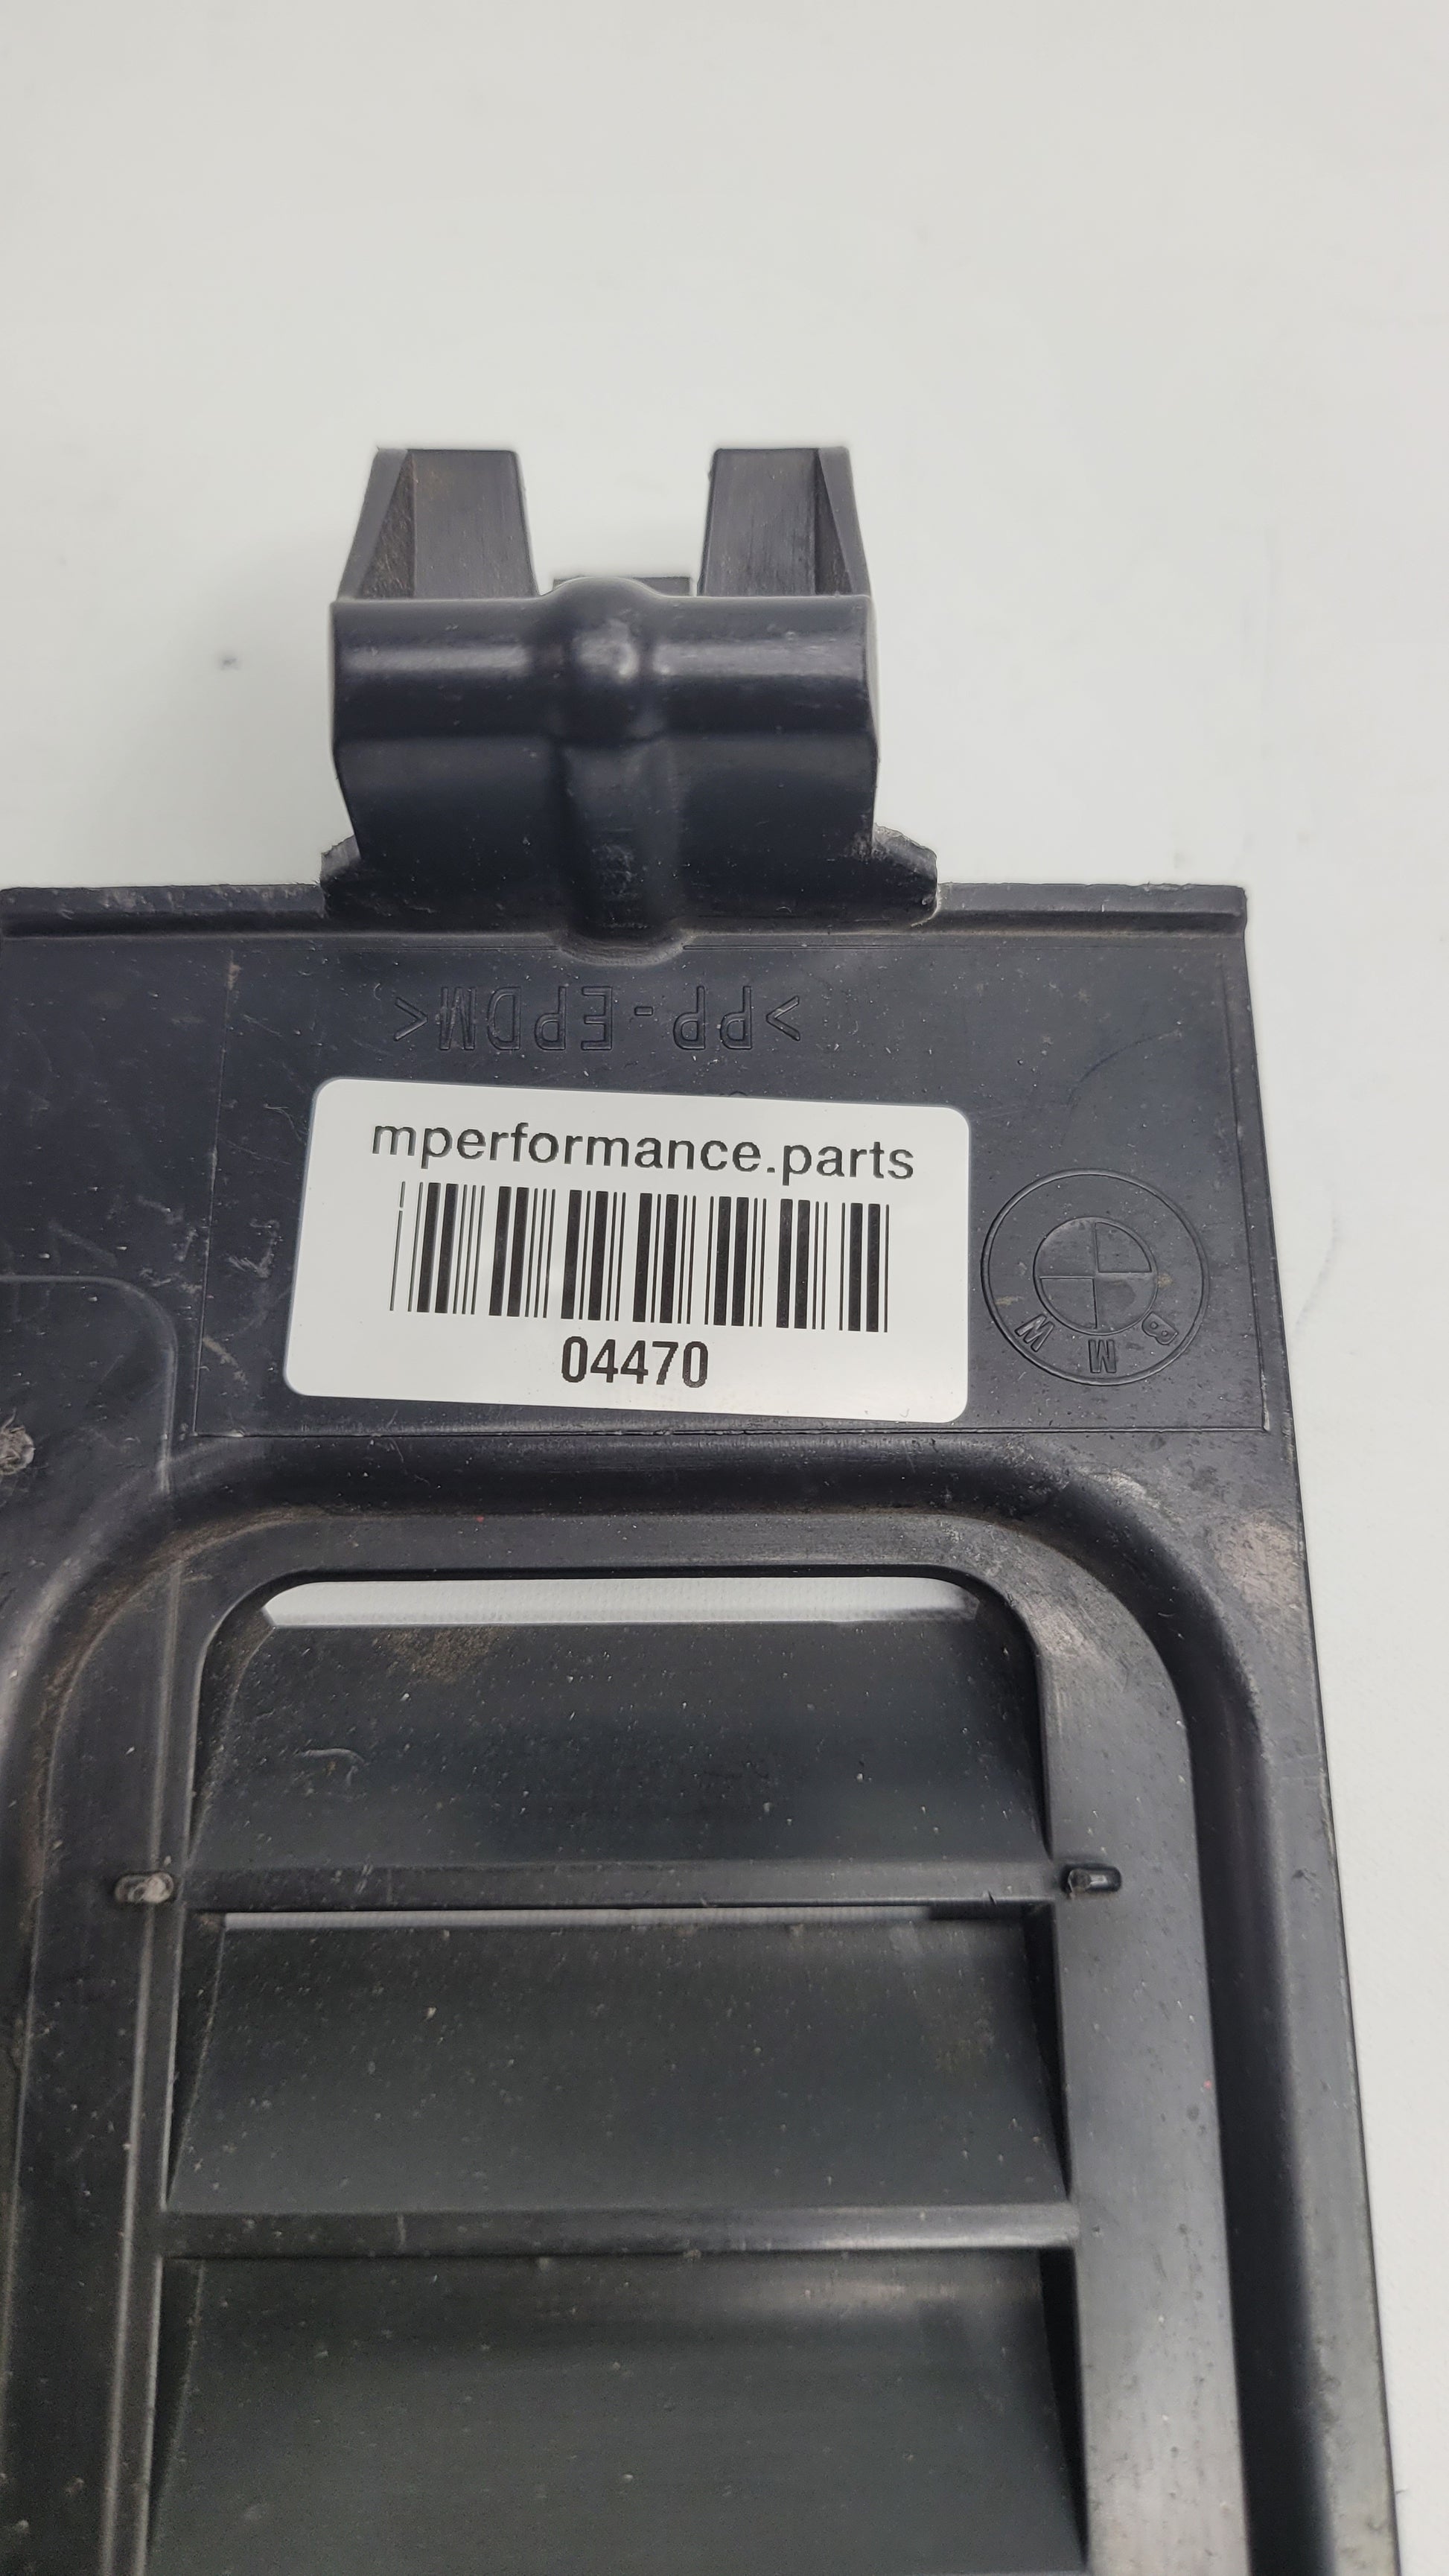 >PP-EPDM<
mperformance.parts
04470
BMW